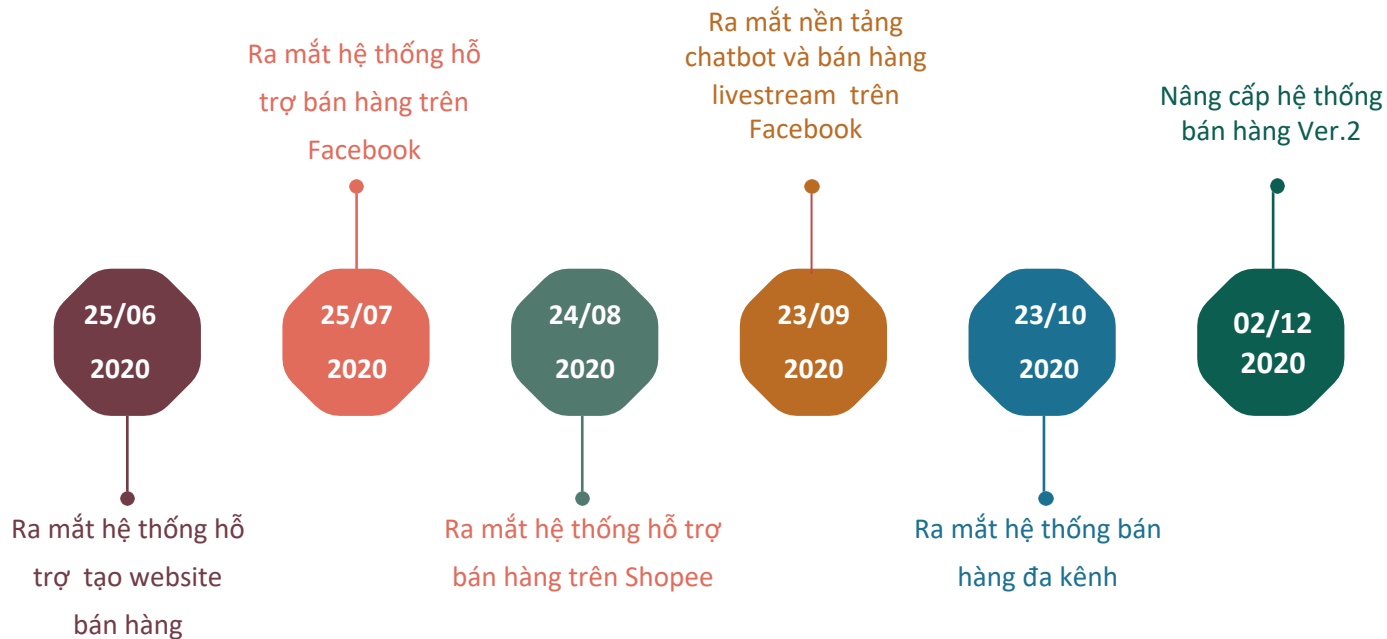 Ra mắt hệ thống hỗ
trợ bán hàng trên
Facebook
Ra mắt nền tảng
chatbot và bán hàng
livestream trên
Facebook
Nâng cấp hệ thống
bán hàng Ver.2
25/06
2020
25/07
2020
24/08
2020
23/09
2020
23/10
2020
02/12
2020
Ra mắt hệ thống hỗ
trợ tạo website
bán hàng
Ra mắt hệ thống hỗ trợ
bán hàng trên Shopee
Ra mắt hệ thống bán
hàng đa kênh